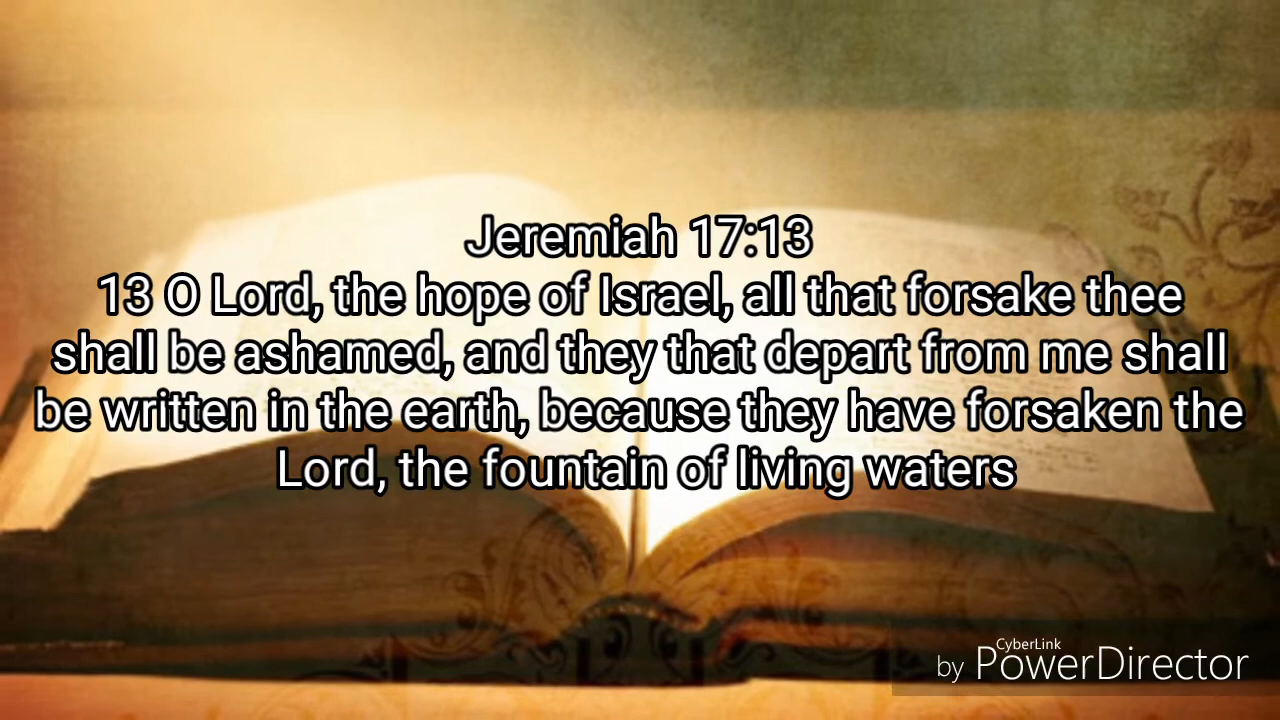 Jeremiah 17:13
13 O Lord, the hope of Israel, all that forsake thee
shall be ashamed, and they that depart from me shall
be written in the earth, because they have forsaken the
Lord, the fountain of living waters
CyberLink
by PowerDirector